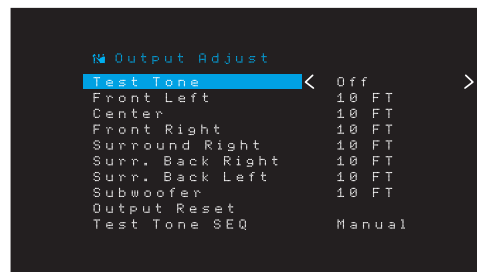 Output Adjust
Test Tone < Off >
Front Left 10 FT
Center 10 FT
Front Right 10 FT
Surround Right 10 FT
Surr. Back Right 10 FT
Surr. Back Left 10 FT
Subwoofer 10 FT
Output Reset
Test Tone SEQ Manual